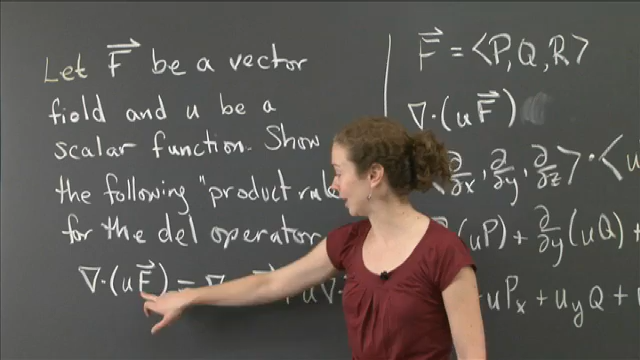 Let F⃗ be a vector
field and u be a
scalar function. Show
the following "product rule
for the del operator
∇·(uF⃗) = ∇
u∇·
F⃗ = <P, Q, R>
∇·(uF⃗)
∂/∂x, ∂/∂y, ∂/∂z > · < u
(uP) + ∂/∂y (uQ) +
uPₓ + u_yQ +